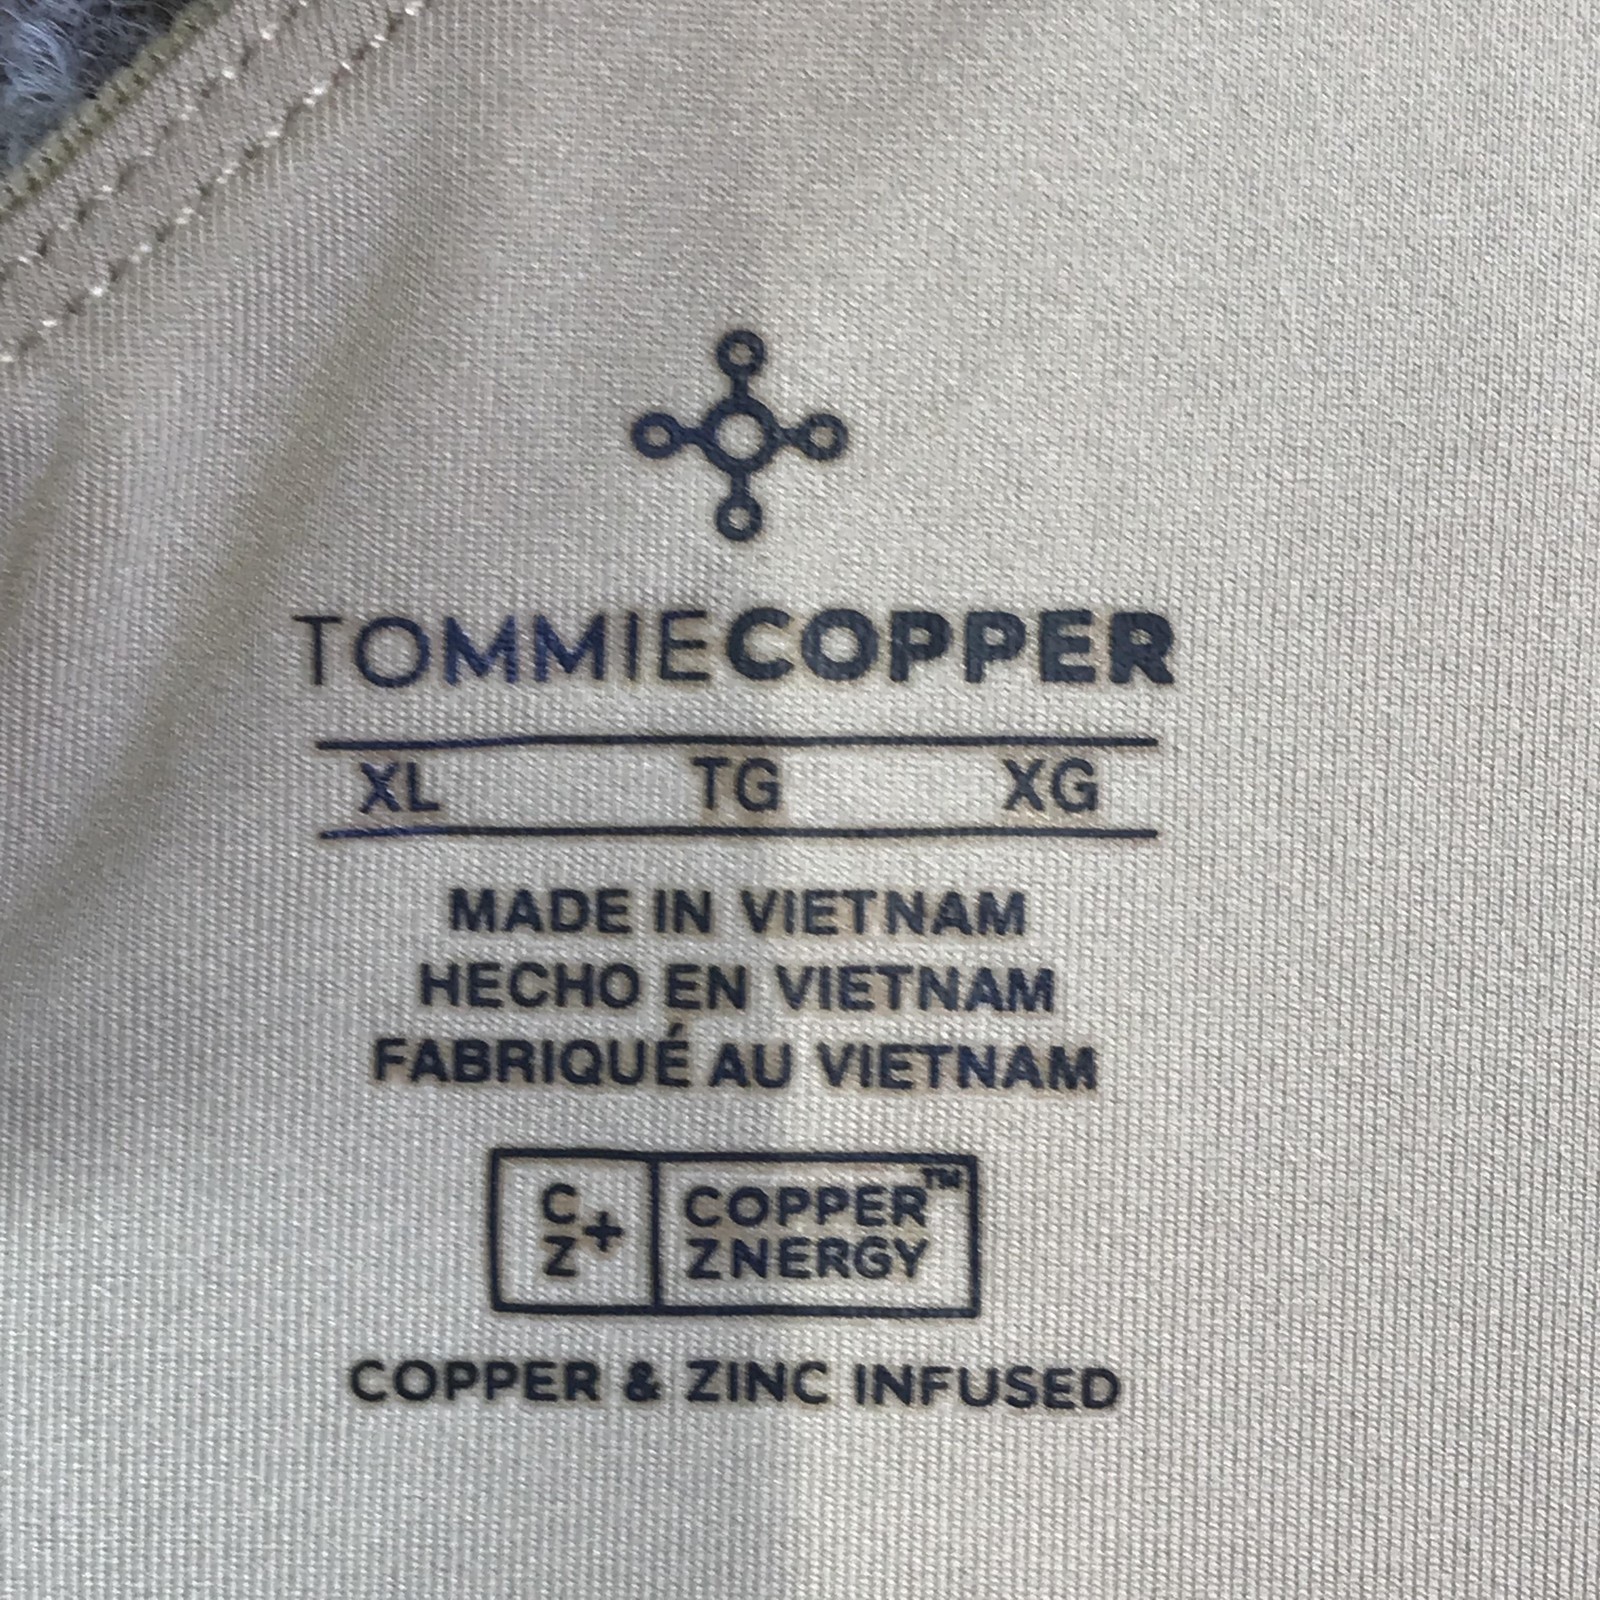 TOMMIECOPPER
XL TG XG
MADE IN VIETNAM
HECHO EN VIETNAM
FABRIQUÉ AU VIETNAM
C
Z+
COPPER™
ZNERGY
COPPER & ZINC INFUSED